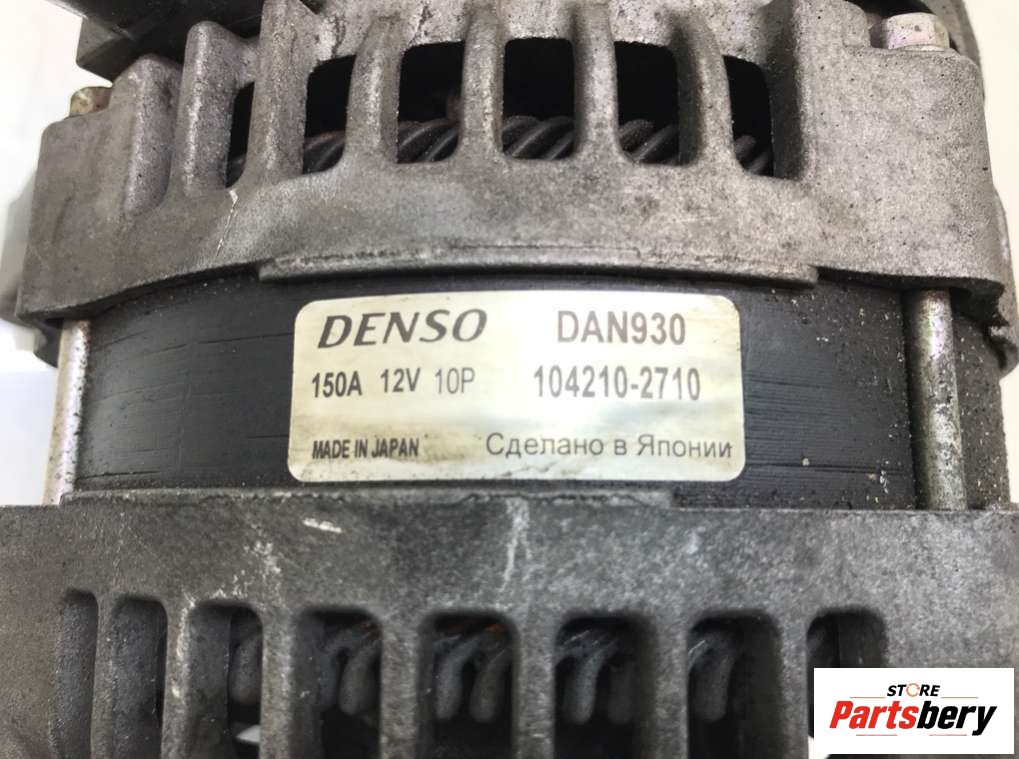 DENSO DAN930
150A 12V 10P 104210-2710
MADE IN JAPAN Сделано в Японии
STORE
Partsbery